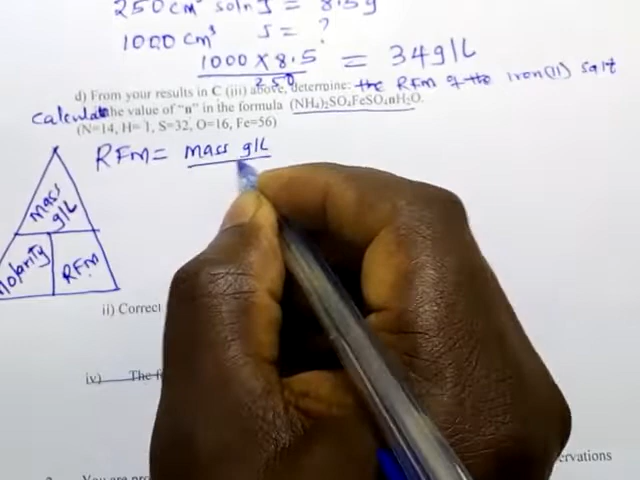 250 cm³ soln S = 8.5g
1000 cm³ S = ?
1000 X 8.5 = 34g/L
250
d) From your results in C (iii) above, determine: the RFM of the iron(II) salt
Calculate the value of "n" in the formula (NH₄)₂SO₄FeSO₄nH₂O.
(N=14, H= 1, S=32, O=16, Fe=56)
RFM= mass g/L
mass
g/L
molarity
RFM
ii) Correct
iv) The